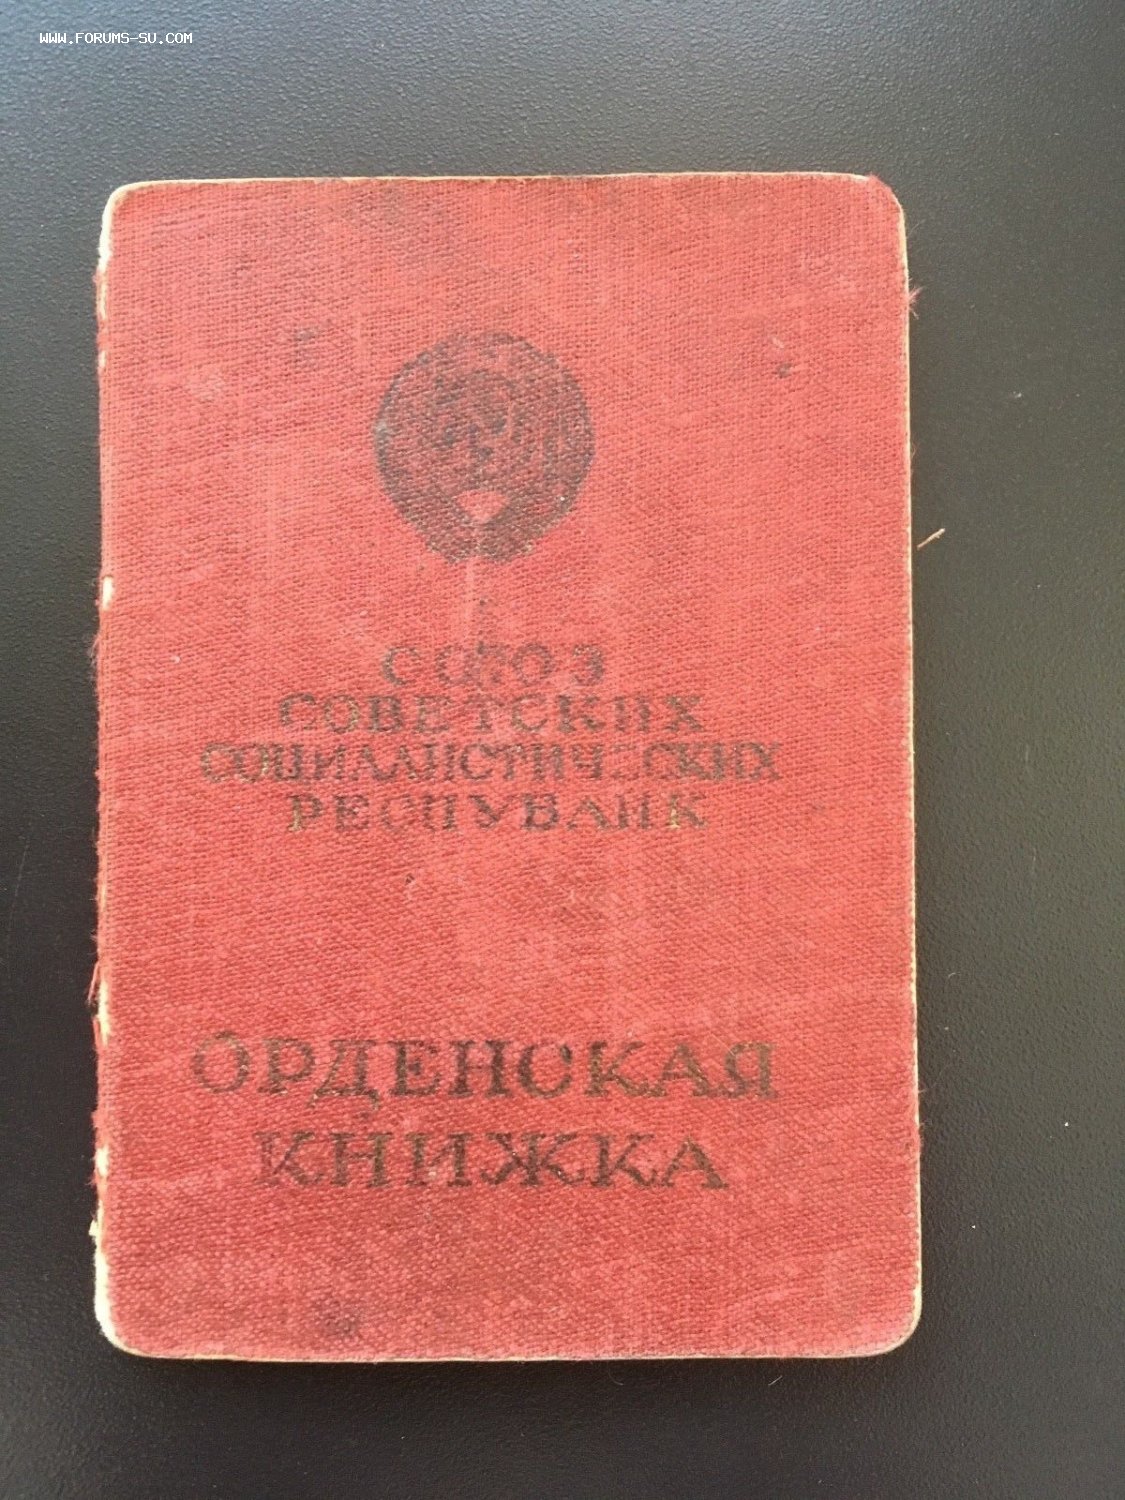 WWW.FORUMS-SU.COM
СОЮЗ
СОВЕТСКИХ
СОЦИАЛИСТИЧЕСКИХ
РЕСПУБЛИК
ОРДЕНСКАЯ
КНИЖКА